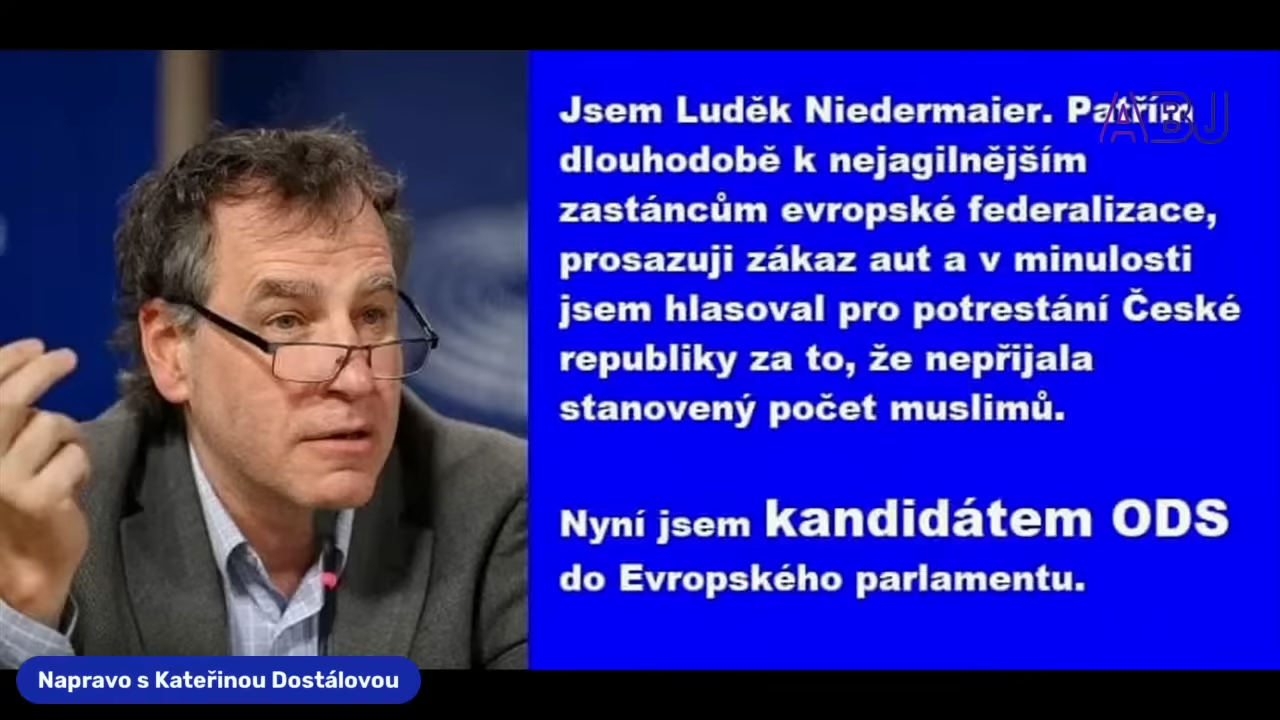 Jsem Luděk Niedermaier. Patřím
dlouhodobě k nejagilnějším
zastáncům evropské federalizace,
prosazuji zákaz aut a v minulosti
jsem hlasoval pro potrestání České
republiky za to, že nepřijala
stanovený počet muslimů.
Nyní jsem kandidátem ODS
do Evropského parlamentu.
Napravo s Kateřinou Dostálovou